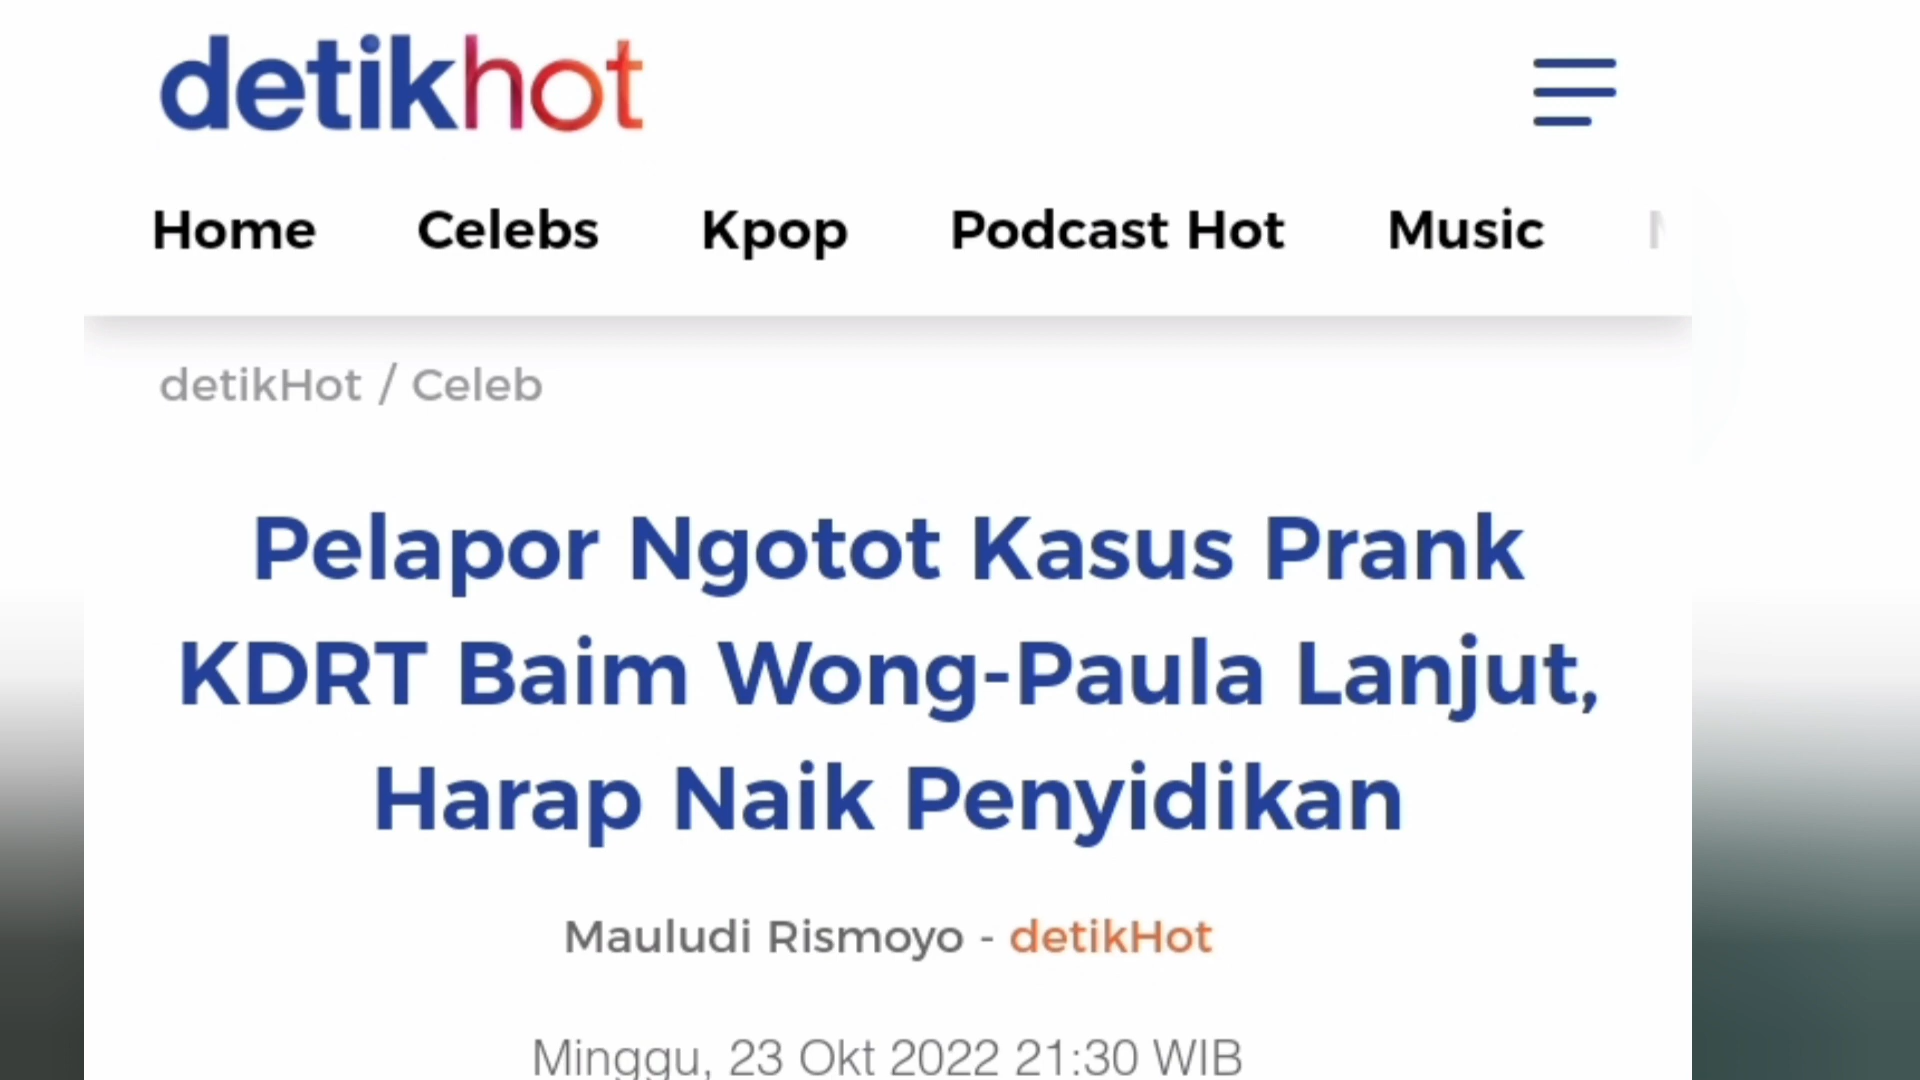 detikhot
Home Celebs Kpop Podcast Hot Music
detikHot / Celeb
Pelapor Ngotot Kasus Prank
KDRT Baim Wong-Paula Lanjut,
Harap Naik Penyidikan
Mauludi Rismoyo - detikHot
Minggu, 23 Okt 2022 21:30 WIB